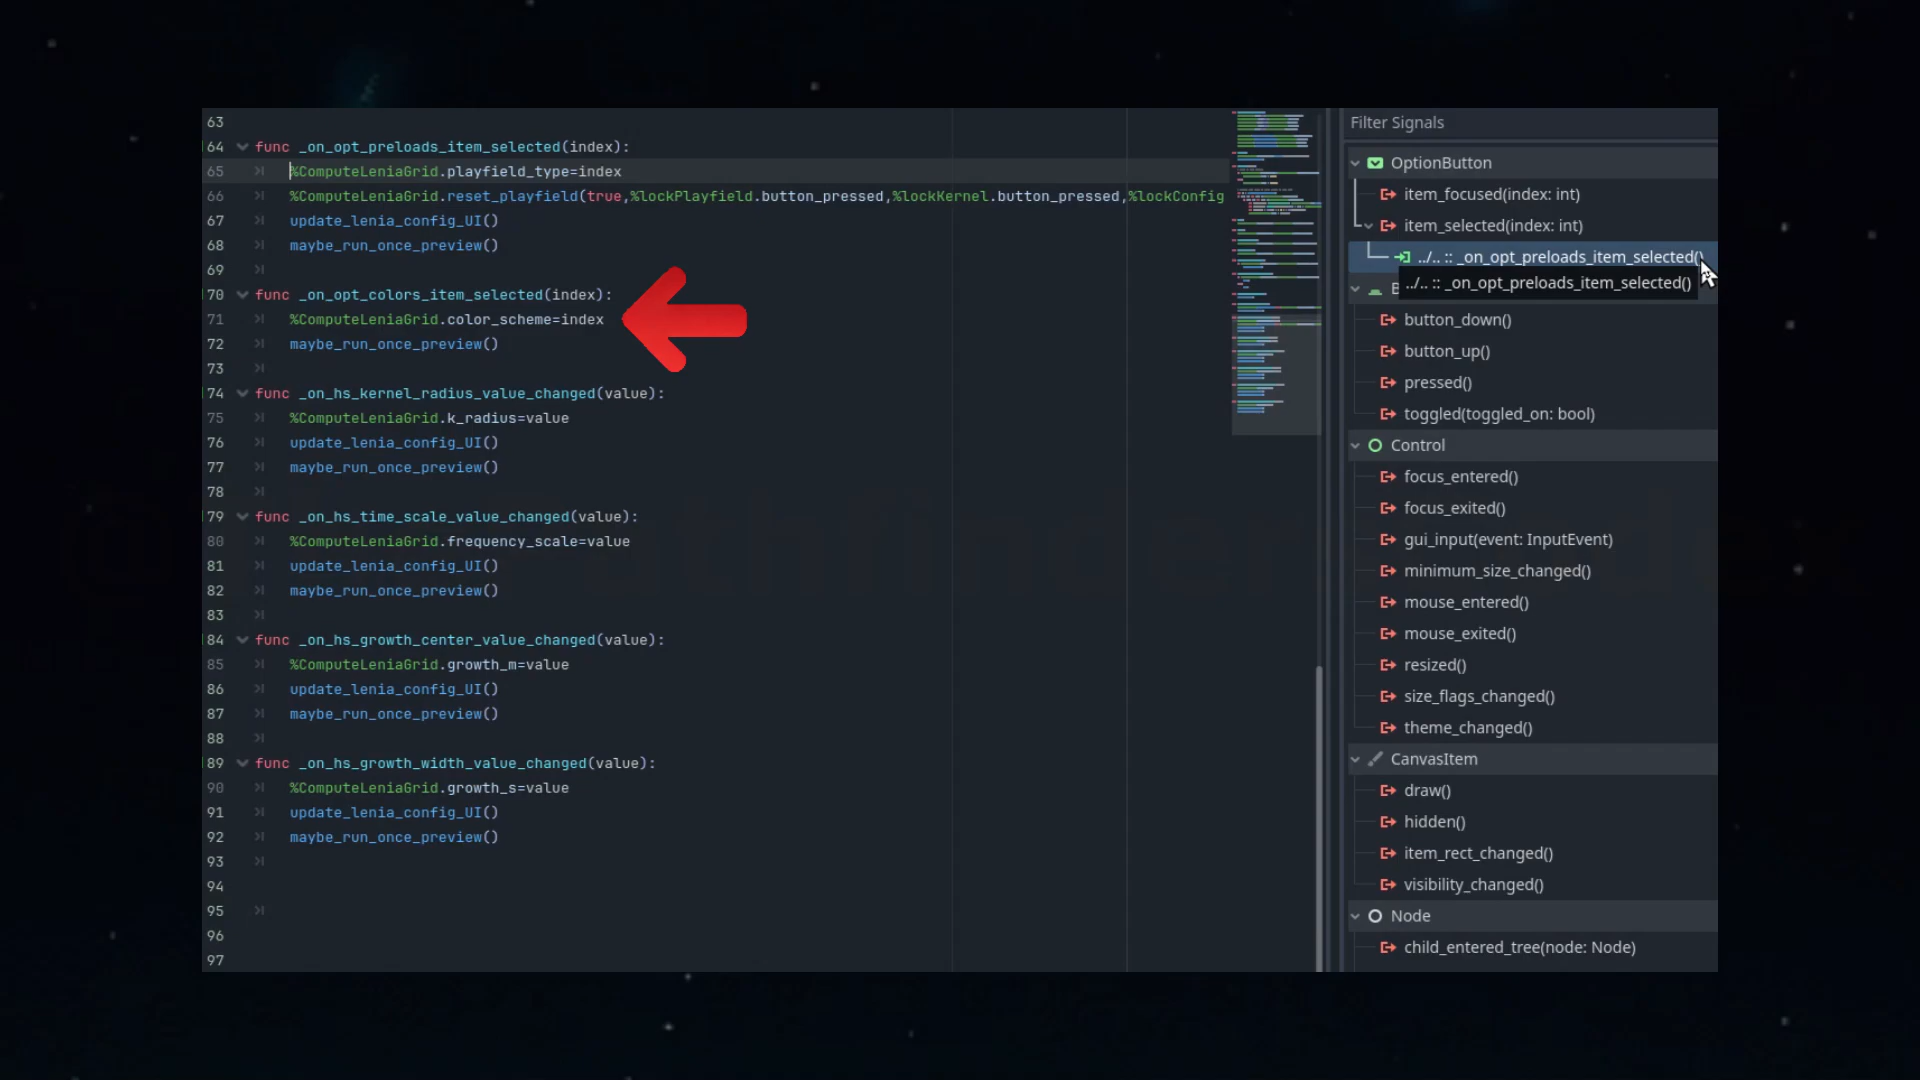 63
64 func _on_opt_preloads_item_selected(index):
65 %ComputeLeniaGrid.playfield_type=index
66 %ComputeLeniaGrid.reset_playfield(true,%lockPlayfield.button_pressed,%lockKernel.button_pressed,%lockConfig
67 update_lenia_config_UI()
68 maybe_run_once_preview()
69
70 func _on_opt_colors_item_selected(index):
71 %ComputeLeniaGrid.color_scheme=index
72 maybe_run_once_preview()
73
74 func _on_hs_kernel_radius_value_changed(value):
75 %ComputeLeniaGrid.k_radius=value
76 update_lenia_config_UI()
77 maybe_run_once_preview()
78
79 func _on_hs_time_scale_value_changed(value):
80 %ComputeLeniaGrid.frequency_scale=value
81 update_lenia_config_UI()
82 maybe_run_once_preview()
83
84 func _on_hs_growth_center_value_changed(value):
85 %ComputeLeniaGrid.growth_m=value
86 update_lenia_config_UI()
87 maybe_run_once_preview()
88
89 func _on_hs_growth_width_value_changed(value):
90 %ComputeLeniaGrid.growth_s=value
91 update_lenia_config_UI()
92 maybe_run_once_preview()
93
94
95
96
97
Filter Signals
OptionButton
item_focused(index: int)
item_selected(index: int)
../.. :: _on_opt_preloads_item_selected()
../.. :: _on_opt_preloads_item_selected()
button_down()
button_up()
pressed()
toggled(toggled_on: bool)
Control
focus_entered()
focus_exited()
gui_input(event: InputEvent)
minimum_size_changed()
mouse_entered()
mouse_exited()
resized()
size_flags_changed()
theme_changed()
CanvasItem
draw()
hidden()
item_rect_changed()
visibility_changed()
Node
child_entered_tree(node: Node)